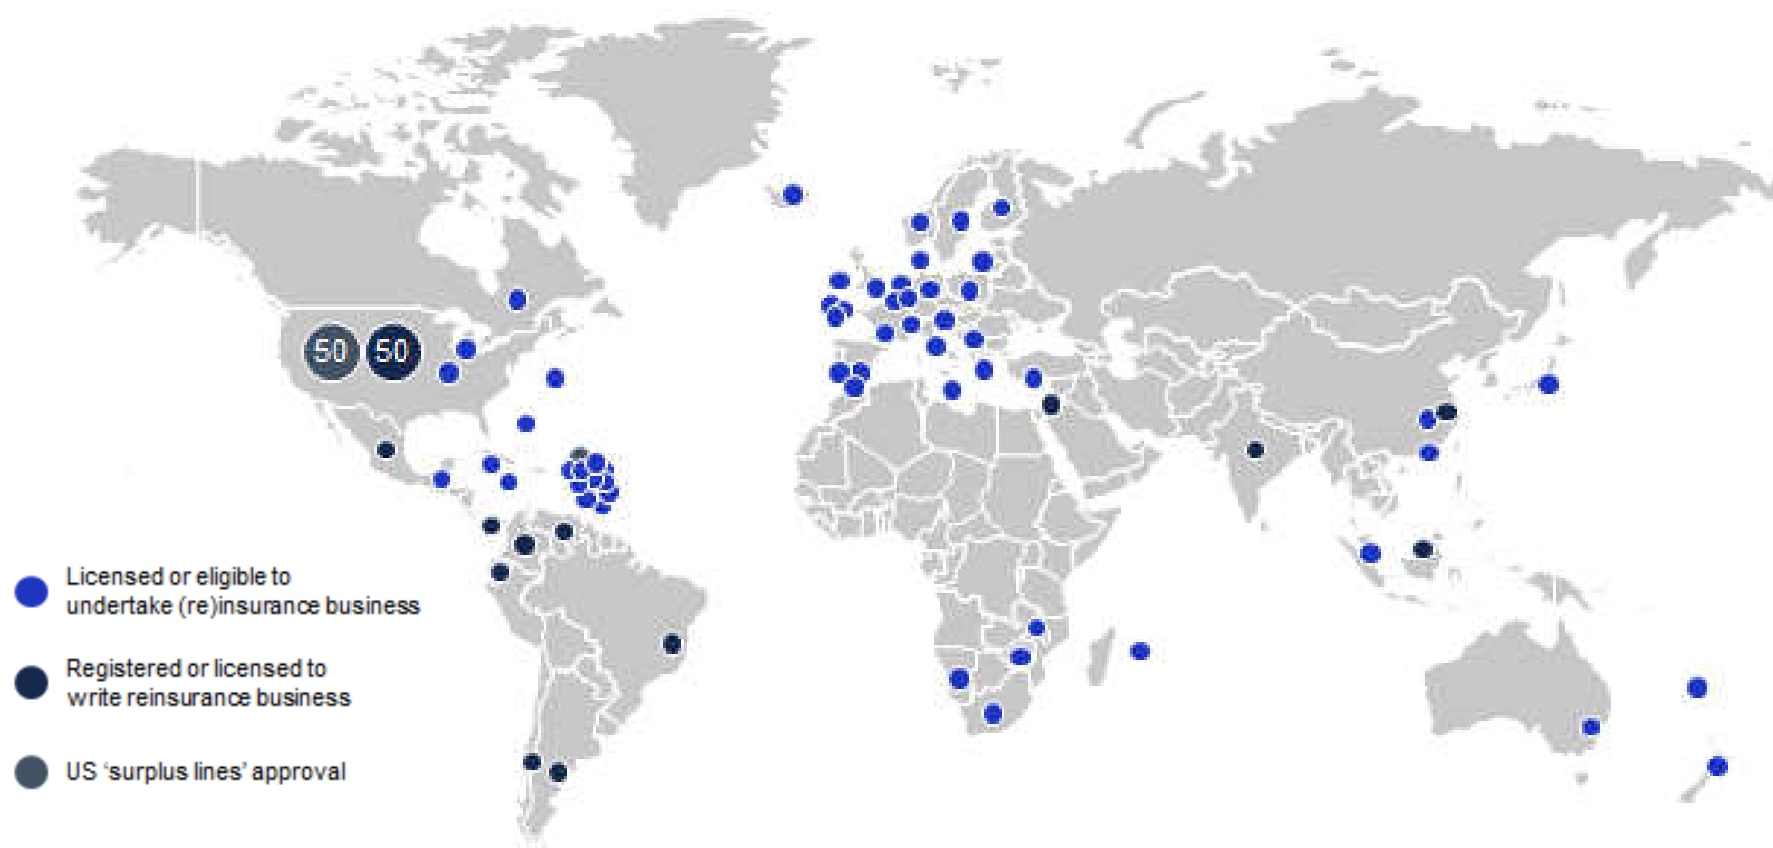 50 50
Licensed or eligible to
undertake (re)insurance business
Registered or licensed to
write reinsurance business
US ‘surplus lines’ approval